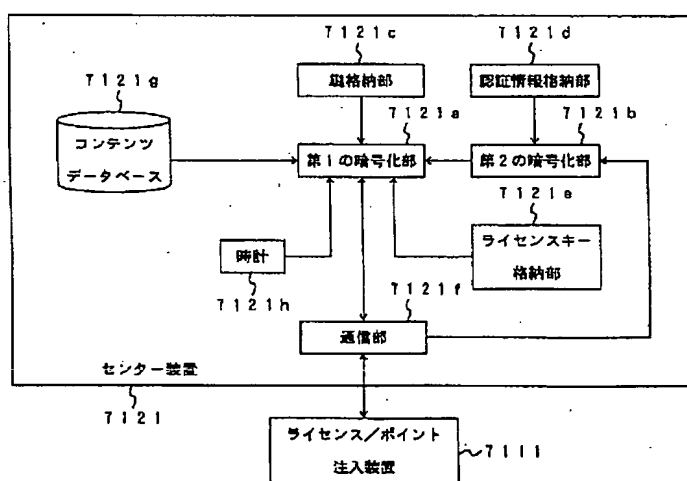 7121c
7121d
7121g
鍵格納部
認証情報格納部
7121a
7121b
コンテンツ
データベース
第1の暗号化部
第2の暗号化部
7121e
ライセンスキー
格納部
時計
7121h
7121f
通信部
センター装置
7121
ライセンス/ポイント
注入装置
7111